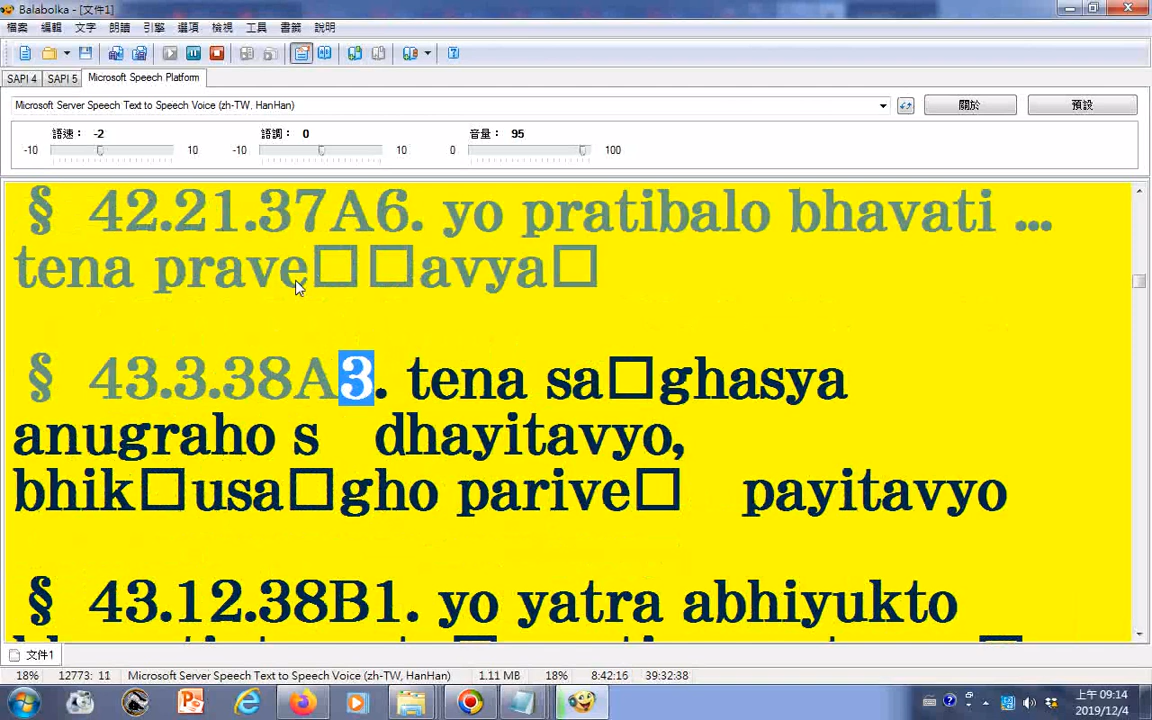 Balabolka - [文件1]
檔案 編輯 文字 朗讀 引擎 選項 檢視 工具 書籤 說明
SAPI 4 SAPI 5 Microsoft Speech Platform
Microsoft Server Speech Text to Speech Voice (zh-TW, HanHan) 關於 預設
語速： -2 語調： 0 音量： 95
-10 10 -10 10 0 100
§ 42.21.37A6. yo pratibalo bhavati ...
tena prave□□avya□
§ 43.3.38A3. tena sa□ghasya
anugraho s dhayitavyo,
bhik□usa□gho parive□ payitavyo
§ 43.12.38B1. yo yatra abhiyukto
文件1
18% 12773: 11 Microsoft Server Speech Text to Speech Voice (zh-TW, HanHan) 1.11 MB 18% 8:42:16 39:32:38
上午 09:14
2019/12/4